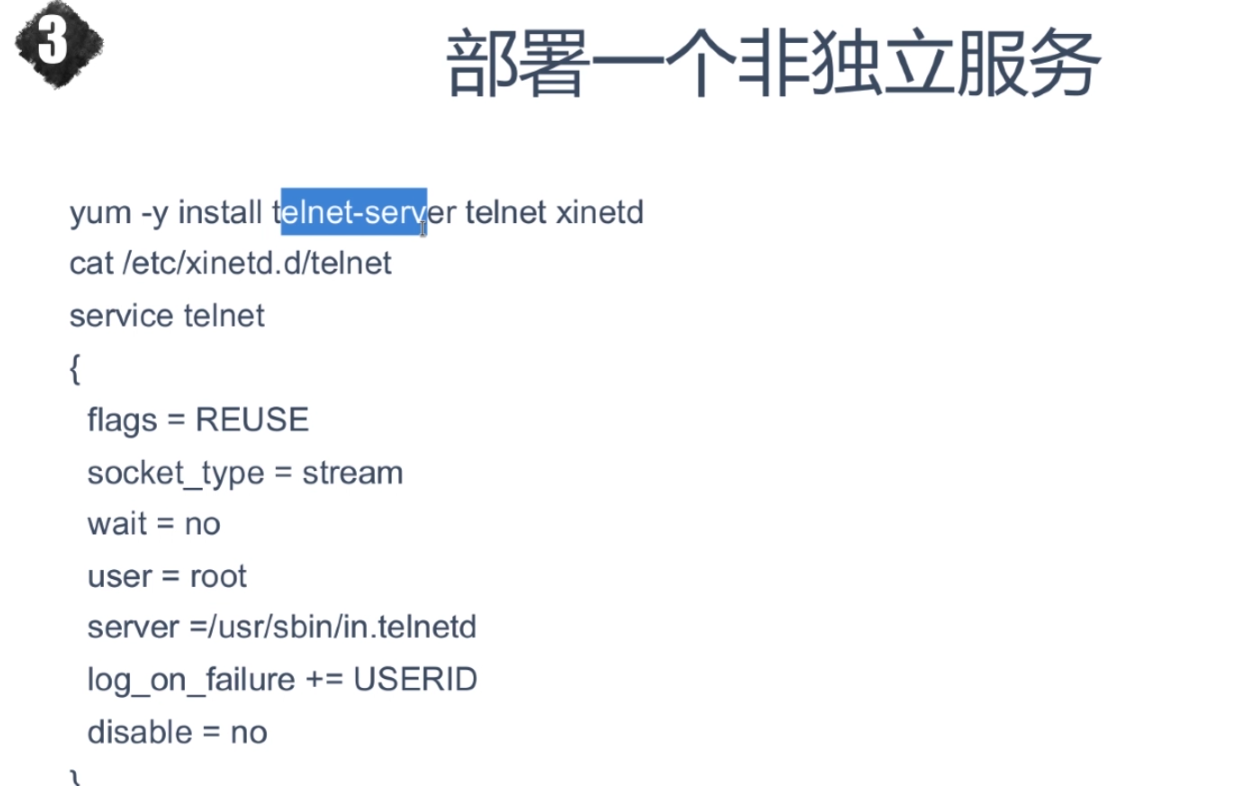 3
部署一个非独立服务
yum -y install telnet-server telnet xinetd
cat /etc/xinetd.d/telnet
service telnet
{
flags = REUSE
socket_type = stream
wait = no
user = root
server =/usr/sbin/in.telnetd
log_on_failure += USERID
disable = no
}